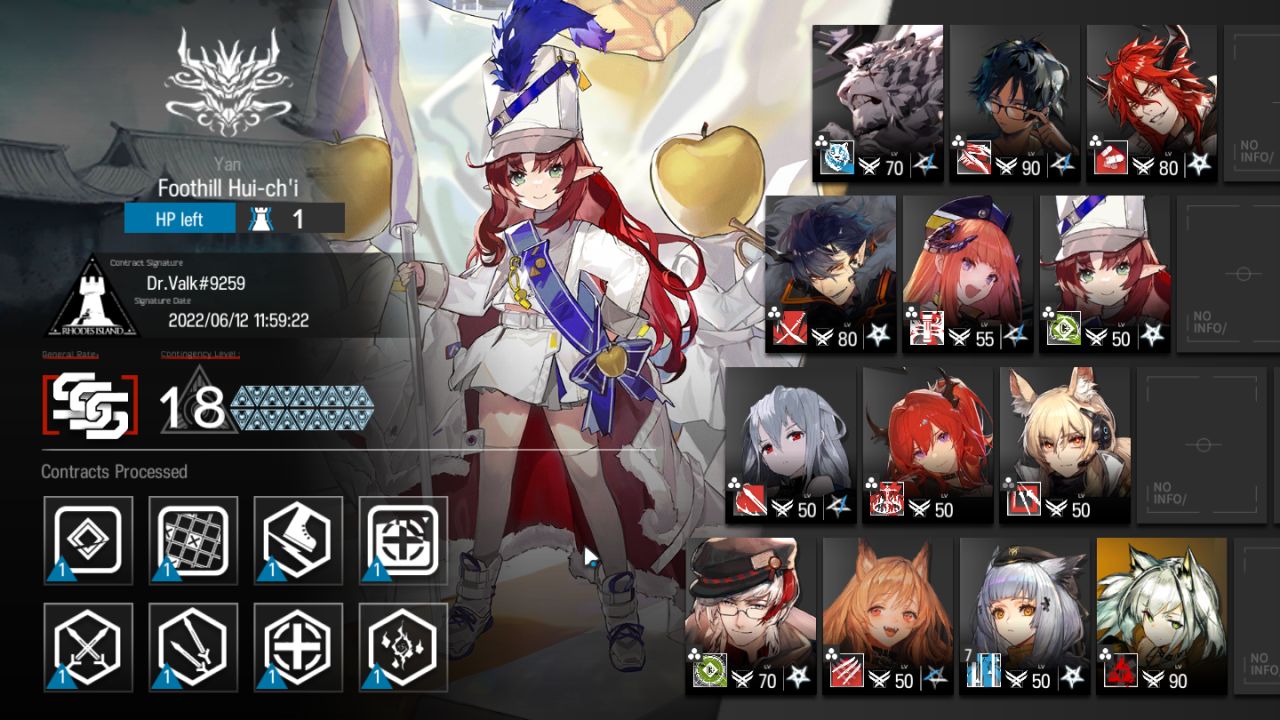 Yan
Foothill Hui-ch'i
HP left 1
Contract Signature
Dr.Valk#9259
Signature Date
2022/06/12 11:59:22
RHODES ISLAND
General Rate:
Contingency Level:
SSS
18
Contracts Processed
1 1 1 1
1 1 1 1
LV 70 LV 90 LV 80 NO INFO/
LV 80 LV 55 LV 50 NO INFO/
LV 50 LV 50 LV 50 NO INFO/
LV 70 LV 50 7 LV 50 LV 90 NO INFO